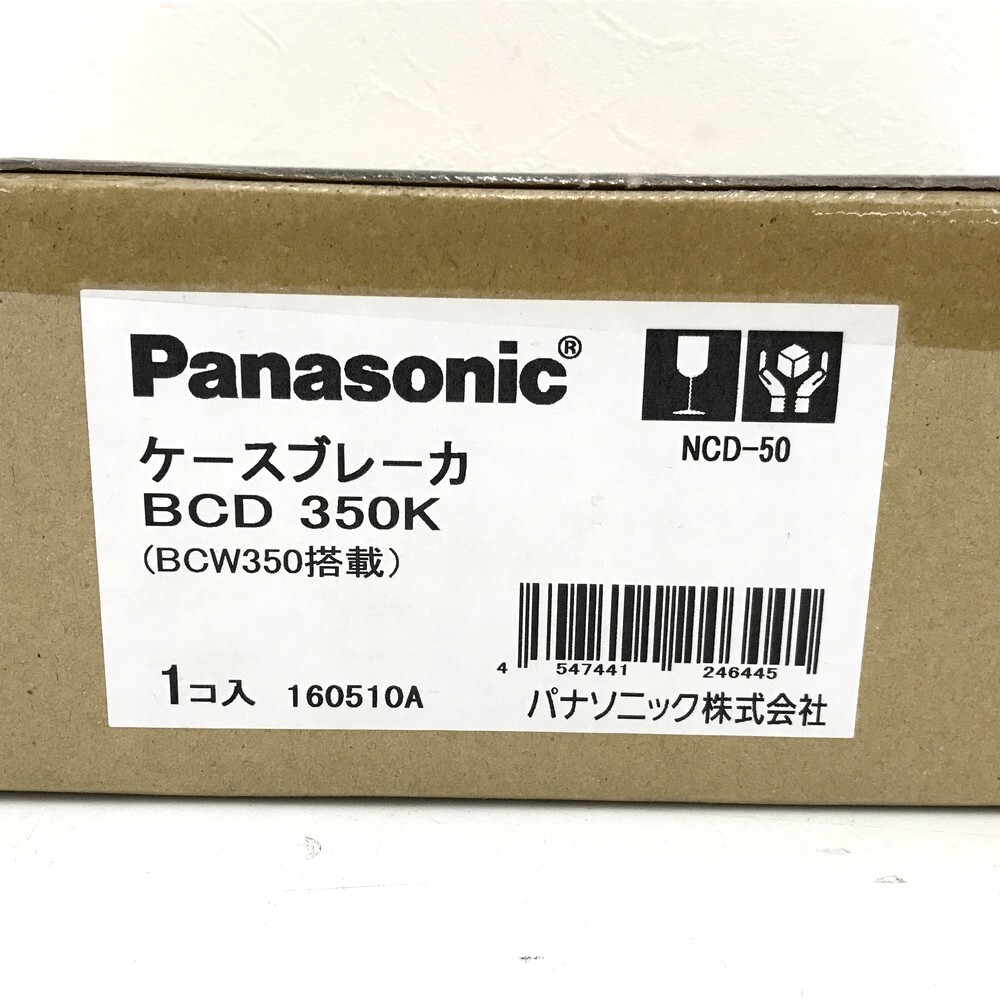 Panasonic®
NCD-50
ケースブレーカ
BCD 350K
(BCW350搭載)
4 547441 246445
1コ入 160510A
パナソニック株式会社